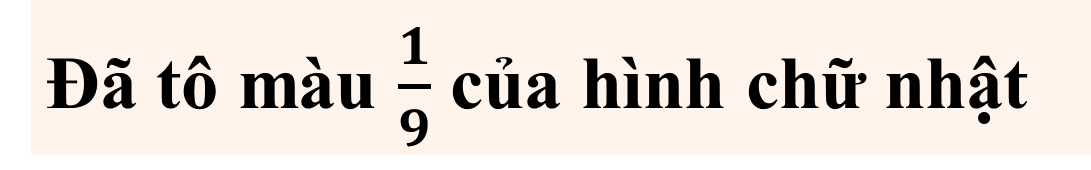 Đã tô màu 1/9 của hình chữ nhật